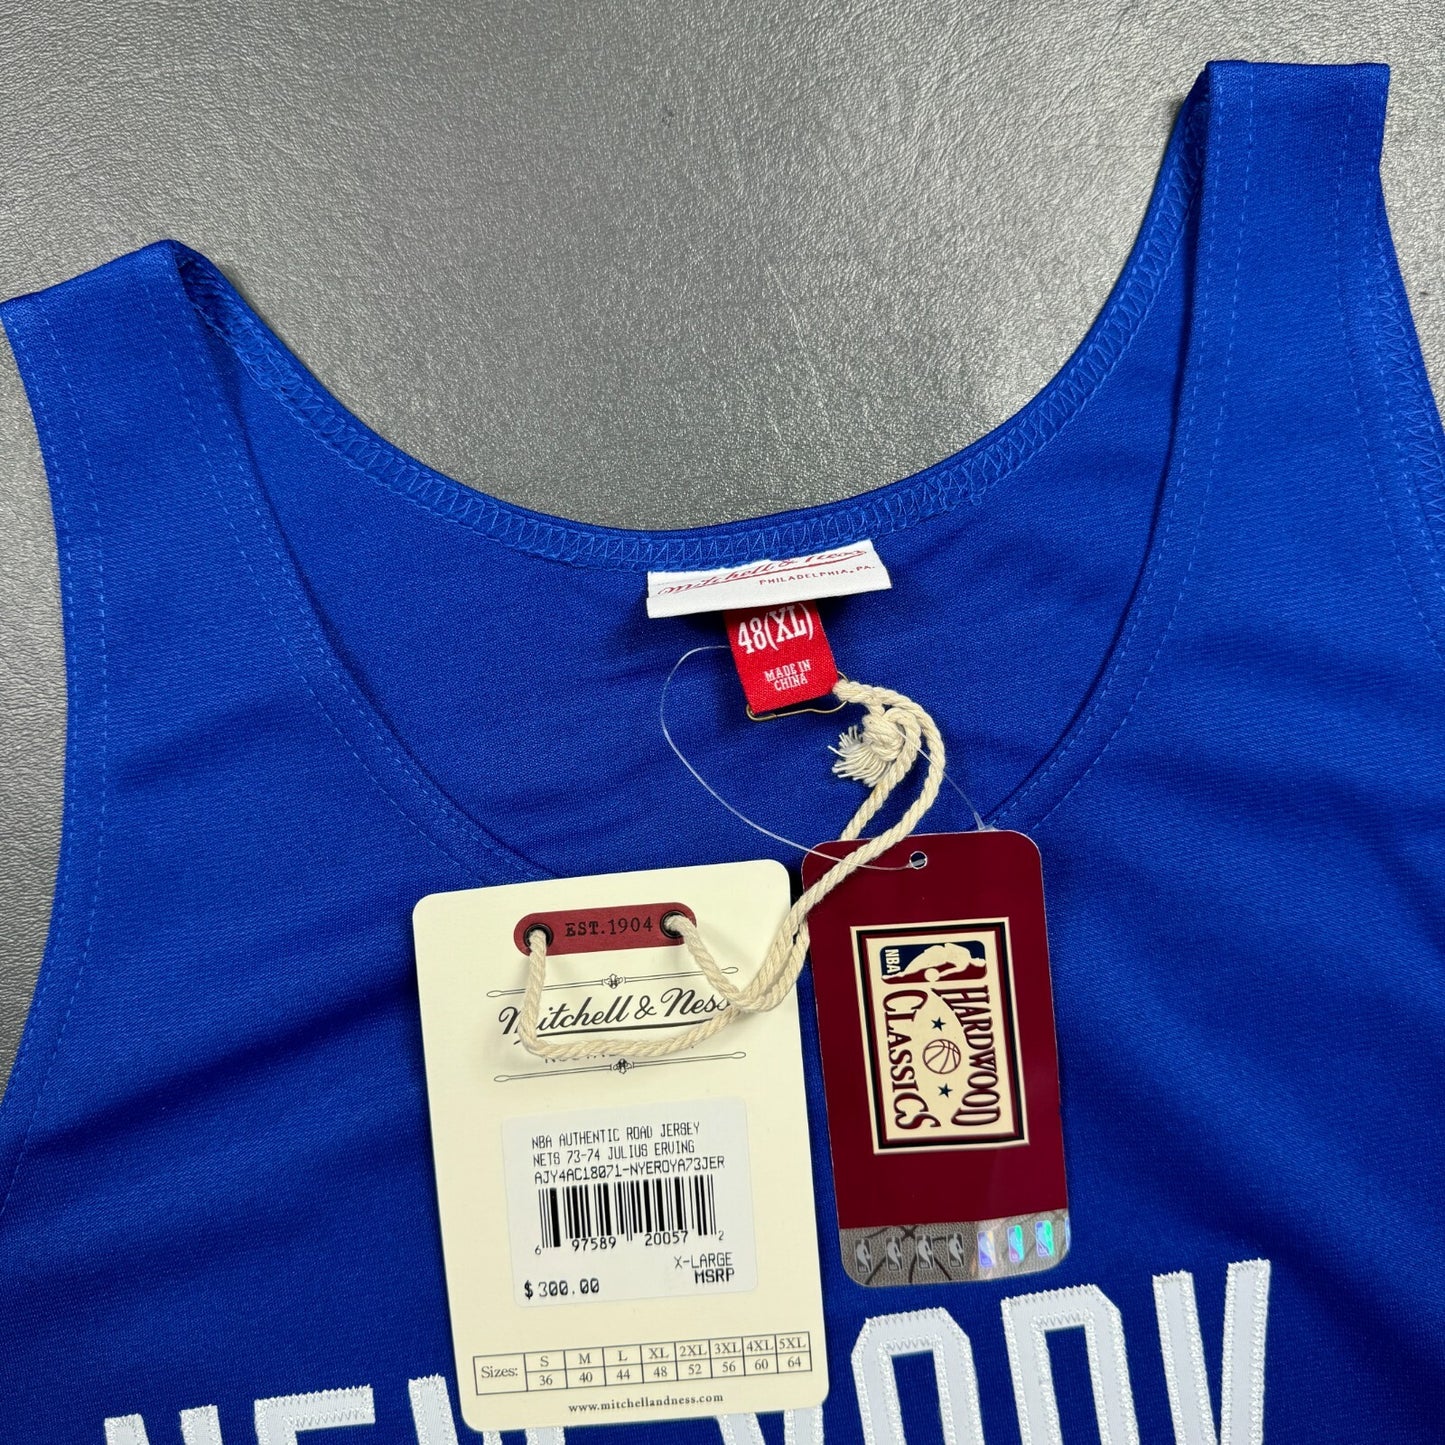 Mitchell & Ness
PHILADELPHIA, PA.
48(XL)
MADE IN
CHINA
EST.1904
Mitchell & Ness
NBA AUTHENTIC ROAD JERSEY
NETS 73-74 JULIUS ERVING
AJY4AC18071-NYEROYA73JER
6 97589 20057 2
X-LARGE
$300.00 MSRP
Sizes: S M L XL 2XL 3XL 4XL 5XL
36 40 44 48 52 56 60 64
www.mitchellandness.com
NBA
HARDWOOD
CLASSICS
NEW YORK